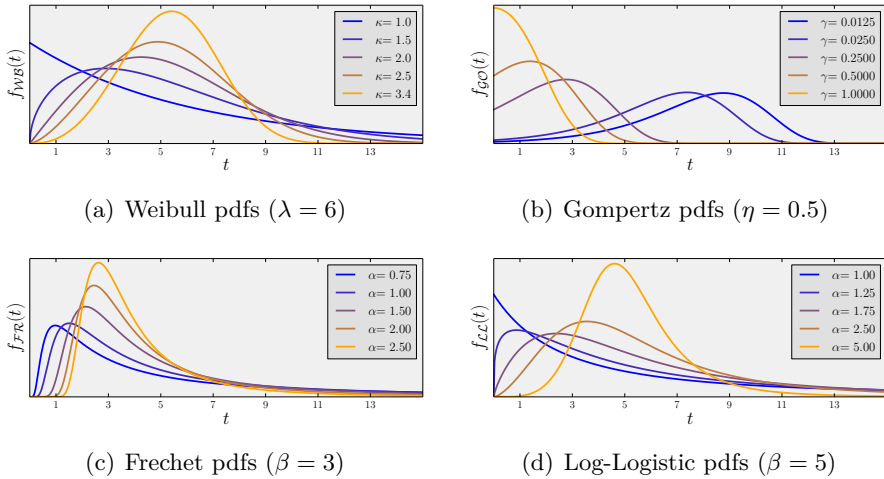 f_WB(t)
κ= 1.0
κ= 1.5
κ= 2.0
κ= 2.5
κ= 3.4
1 3 5 7 9 11 13
t
(a) Weibull pdfs (λ = 6)
f_GO(t)
γ= 0.0125
γ= 0.0250
γ= 0.2500
γ= 0.5000
γ= 1.0000
1 3 5 7 9 11 13
t
(b) Gompertz pdfs (η = 0.5)
f_FR(t)
α= 0.75
α= 1.00
α= 1.50
α= 2.00
α= 2.50
1 3 5 7 9 11 13
t
(c) Frechet pdfs (β = 3)
f_LL(t)
α= 1.00
α= 1.25
α= 1.75
α= 2.50
α= 5.00
1 3 5 7 9 11 13
t
(d) Log-Logistic pdfs (β = 5)